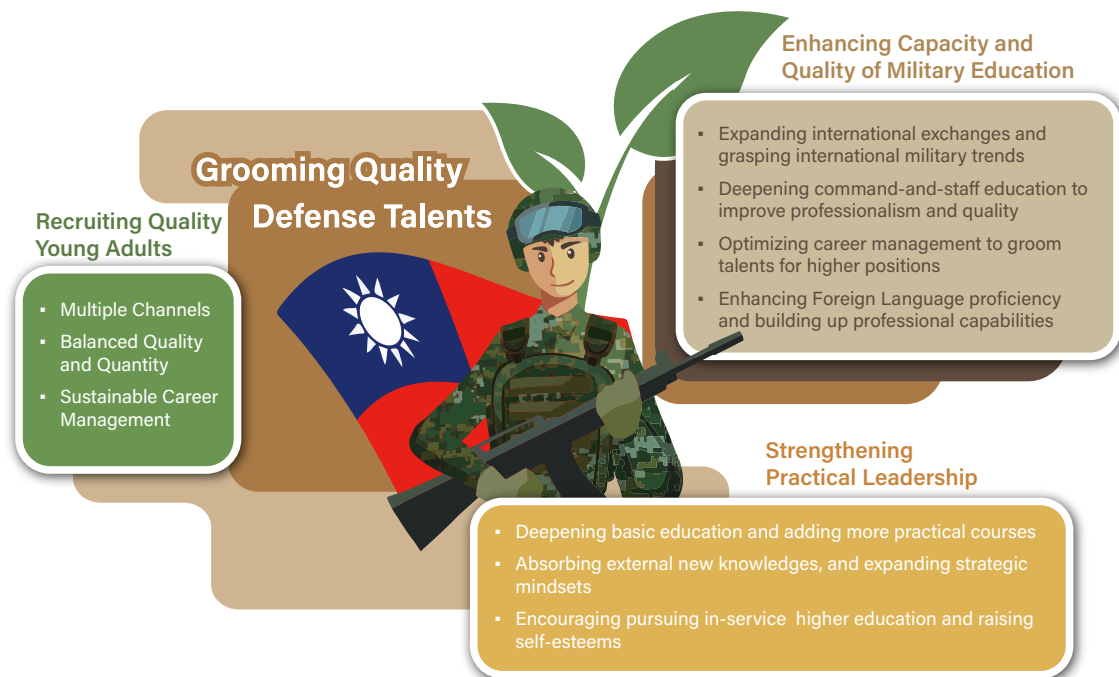 Grooming Quality
Defense Talents
Recruiting Quality
Young Adults
▪ Multiple Channels
▪ Balanced Quality
and Quantity
▪ Sustainable Career
Management
Enhancing Capacity and
Quality of Military Education
▪ Expanding international exchanges and
grasping international military trends
▪ Deepening command-and-staff education to
improve professionalism and quality
▪ Optimizing career management to groom
talents for higher positions
▪ Enhancing Foreign Language proficiency
and building up professional capabilities
Strengthening
Practical Leadership
▪ Deepening basic education and adding more practical courses
▪ Absorbing external new knowledges, and expanding strategic
mindsets
▪ Encouraging pursuing in-service higher education and raising
self-esteems